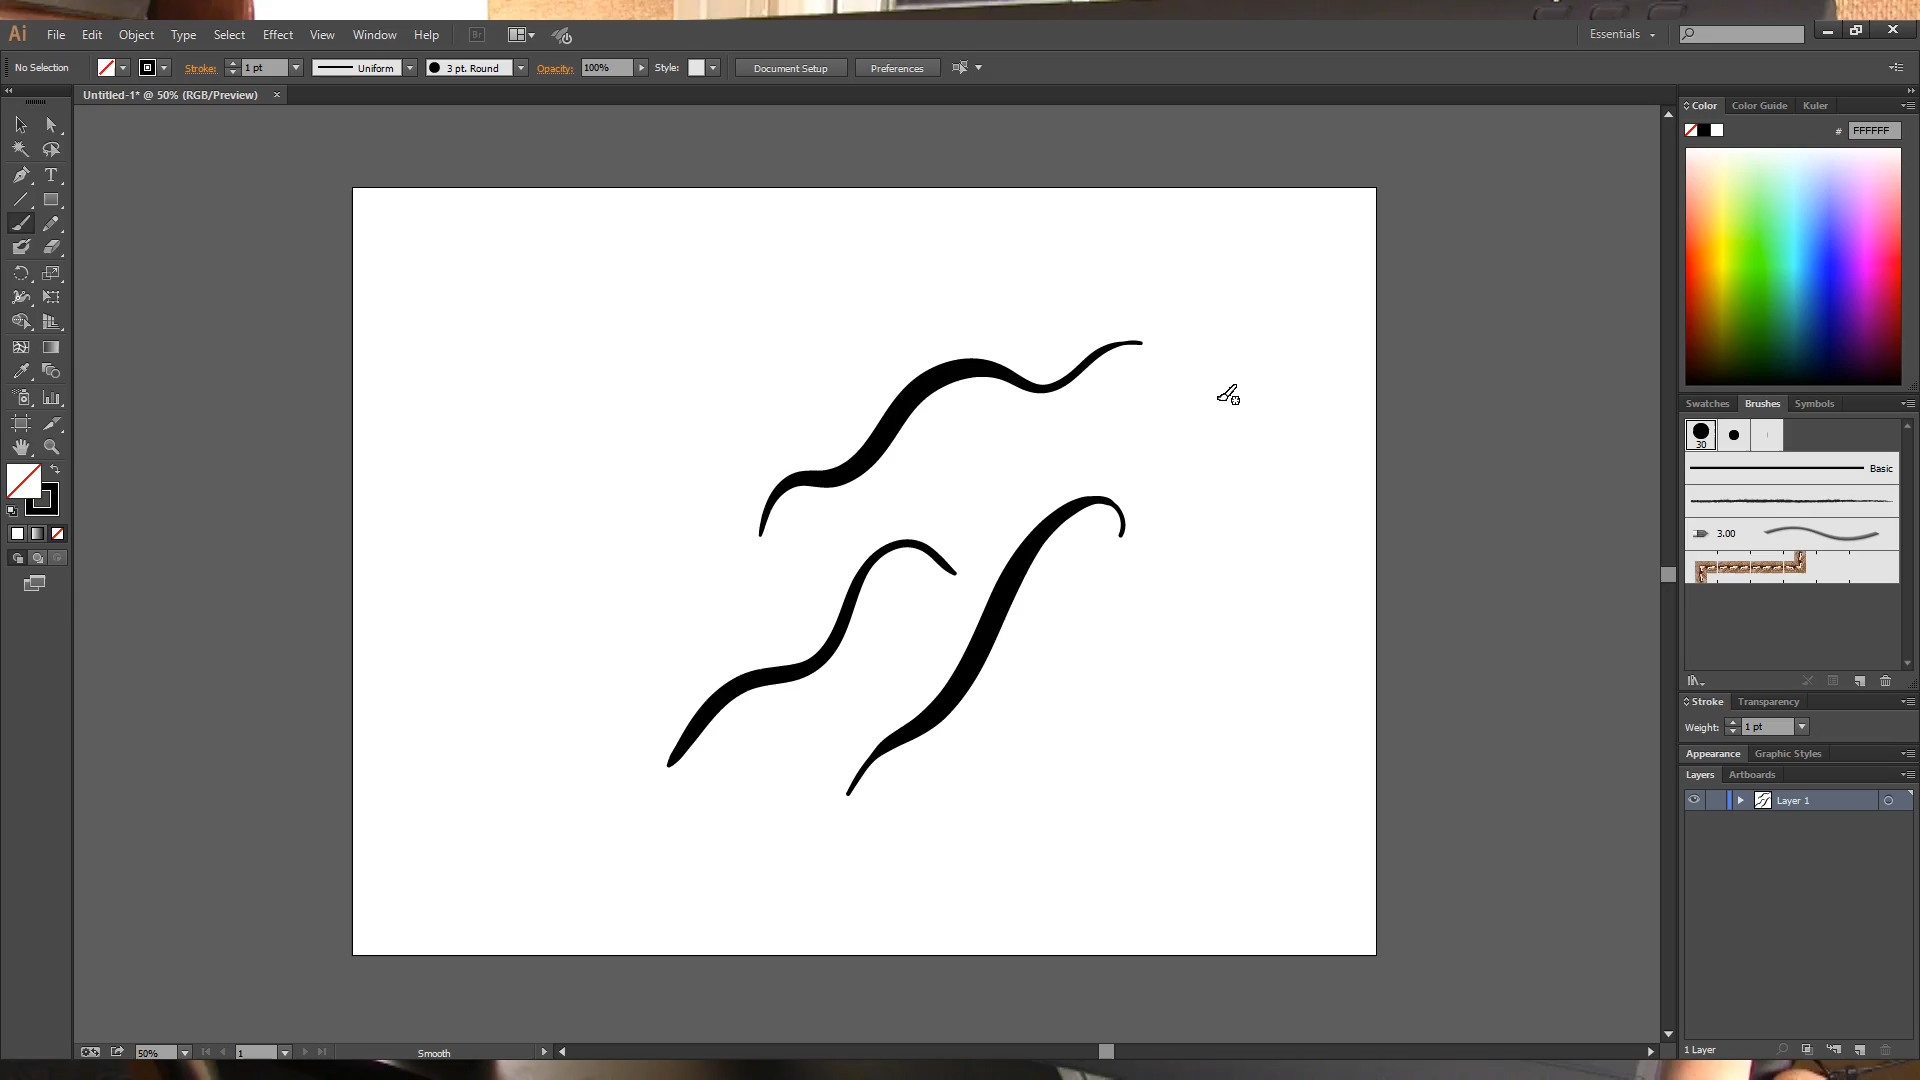 Ai File Edit Object Type Select Effect View Window Help Br Essentials
No Selection Stroke: 1 pt Uniform 3 pt. Round Opacity: 100% Style: Document Setup Preferences
Untitled-1* @ 50% (RGB/Preview) ×
Color Color Guide Kuler
# FFFFFF
Swatches Brushes Symbols
30
Basic
3.00
Stroke Transparency
Weight: 1 pt
Appearance Graphic Styles
Layers Artboards
Layer 1
50% 1 Smooth
1 Layer